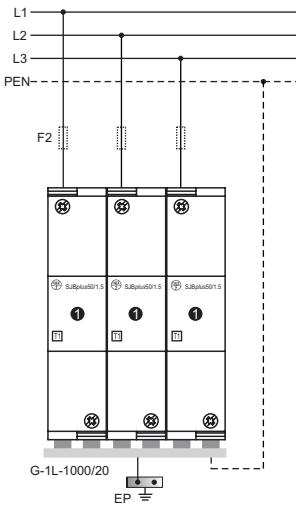 L1
L2
L3
PEN
F2
SJBplus50/1.5 SJBplus50/1.5 SJBplus50/1.5
1 1 1
T1 T1 T1
G-1L-1000/20
EP